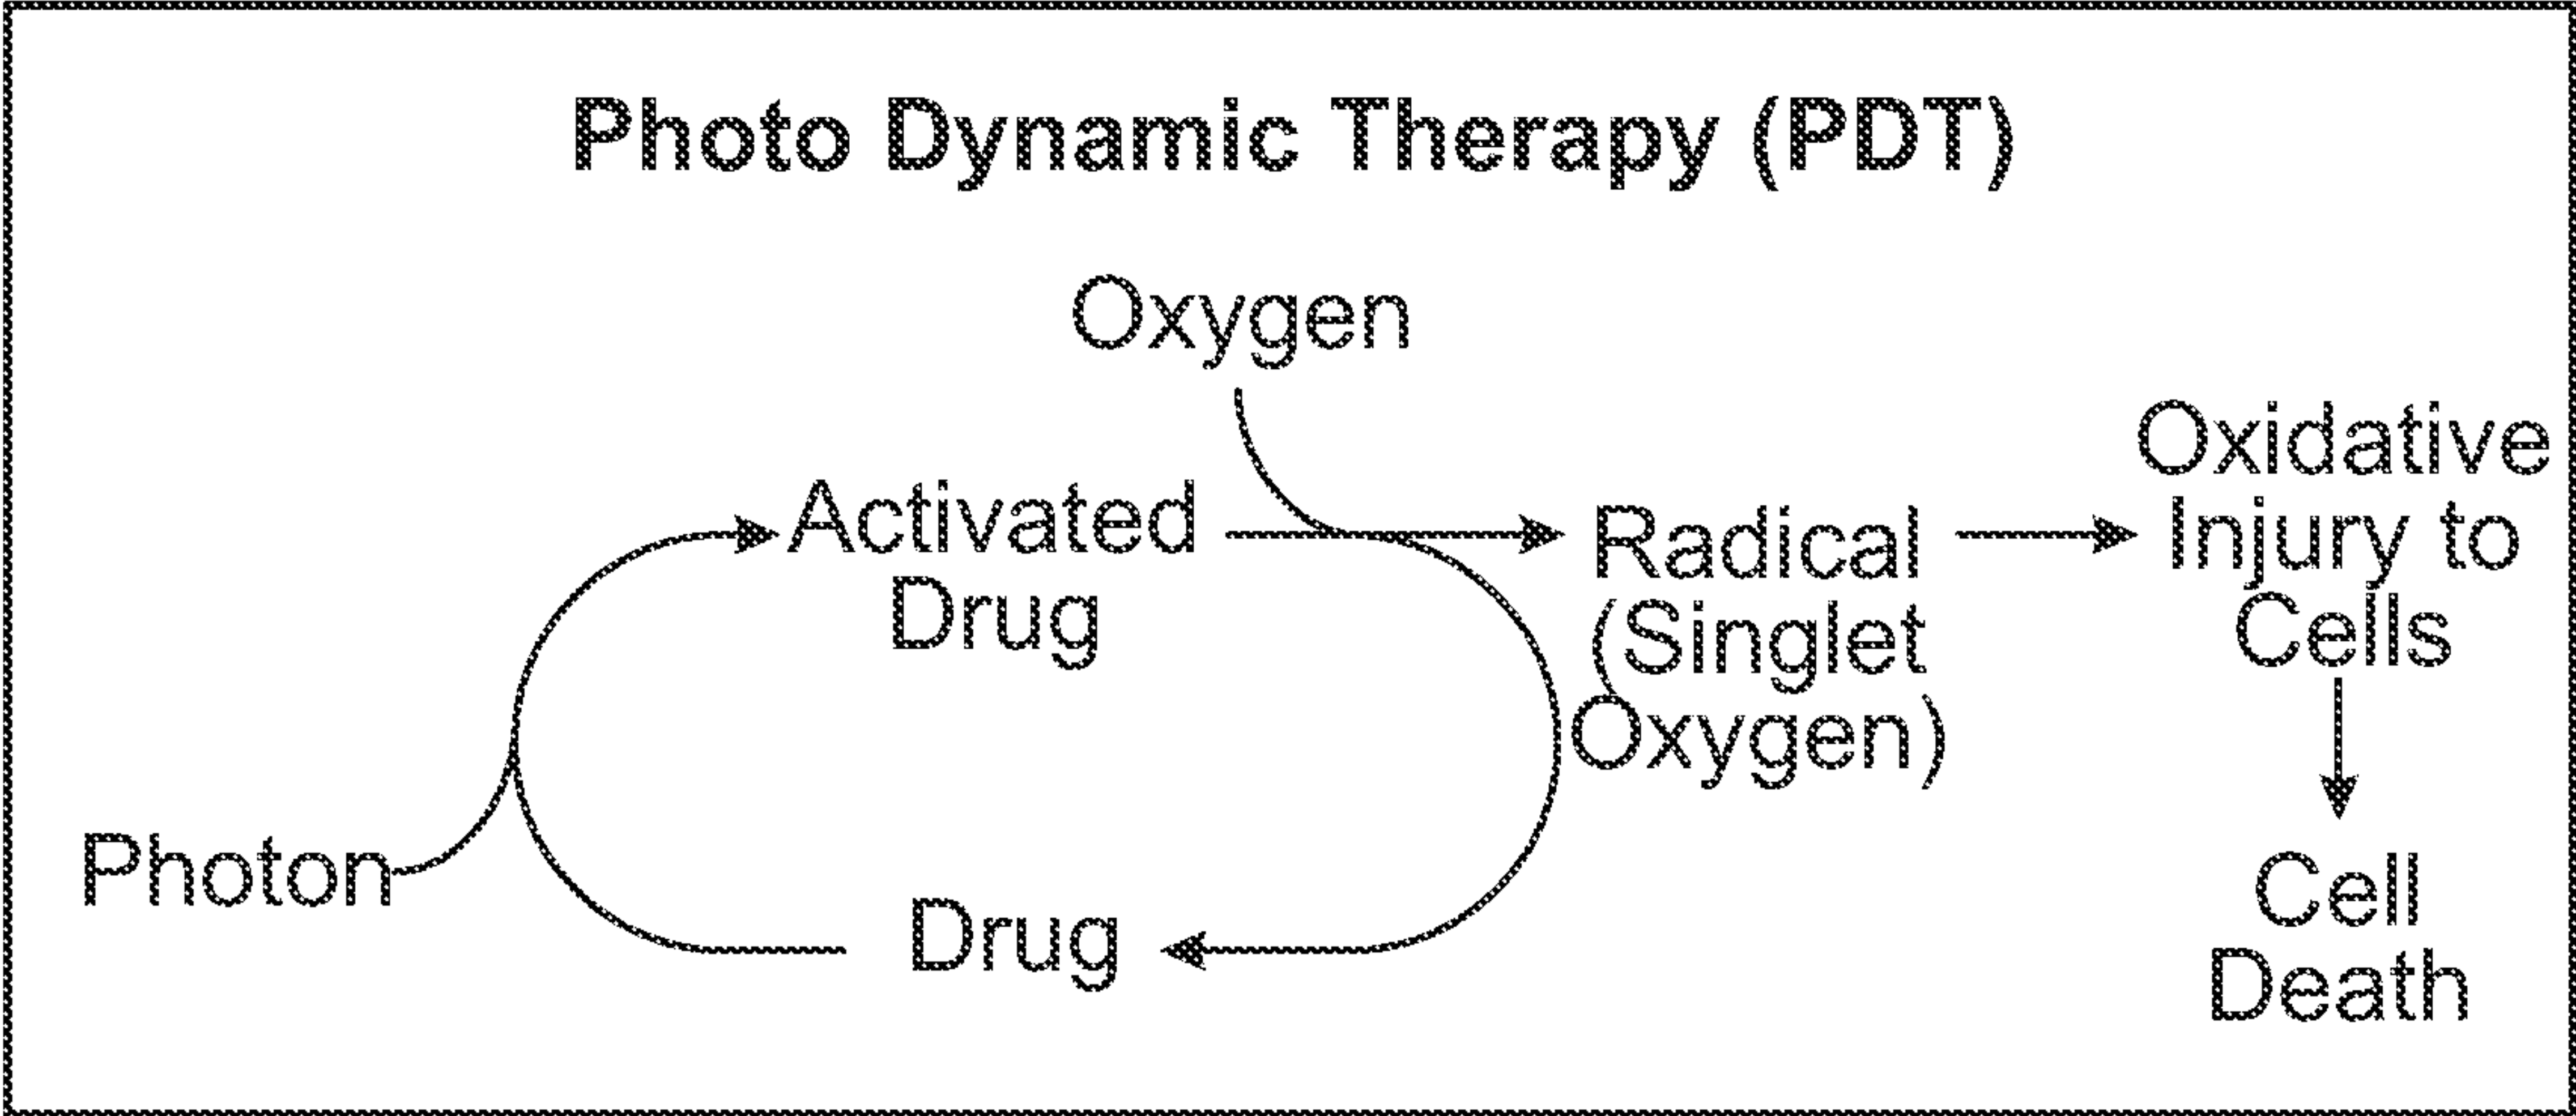 Photo Dynamic Therapy (PDT)
Oxygen
Activated
Drug
Radical
(Singlet
Oxygen)
Oxidative
Injury to
Cells
Photon
Drug
Cell
Death